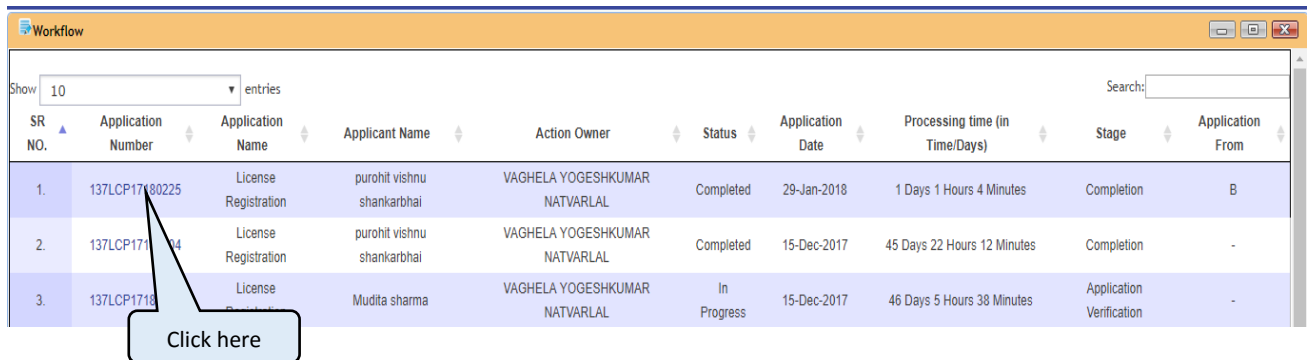 Workflow
Show 10 entries
Search:
SR NO. Application Number Application Name Applicant Name Action Owner Status Application Date Processing time (in Time/Days) Stage Application From
1. 137LCP17180225 License Registration purohit vishnu shankarbhai VAGHELA YOGESHKUMAR NATVARLAL Completed 29-Jan-2018 1 Days 1 Hours 4 Minutes Completion B
2. License Registration purohit vishnu shankarbhai VAGHELA YOGESHKUMAR NATVARLAL Completed 15-Dec-2017 45 Days 22 Hours 12 Minutes Completion -
3. License Mudita sharma VAGHELA YOGESHKUMAR NATVARLAL In Progress 15-Dec-2017 46 Days 5 Hours 38 Minutes Application Verification -
Click here